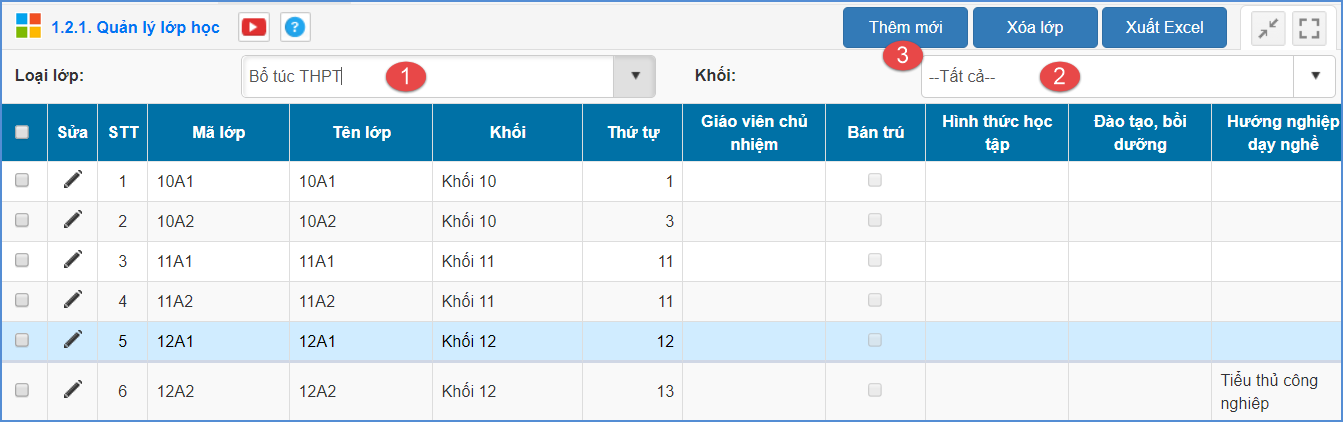 1.2.1. Quản lý lớp học ? Thêm mới Xóa lớp Xuất Excel
Loại lớp: Bổ túc THPT 1 Khối: 3 --Tất cả-- 2
Sửa STT Mã lớp Tên lớp Khối Thứ tự Giáo viên chủ nhiệm Bán trú Hình thức học tập Đào tạo, bồi dưỡng Hướng nghiệp dạy nghề
1 10A1 10A1 Khối 10 1
2 10A2 10A2 Khối 10 3
3 11A1 11A1 Khối 11 11
4 11A2 11A2 Khối 11 11
5 12A1 12A1 Khối 12 12
6 12A2 12A2 Khối 12 13 Tiểu thủ công
nghiêp